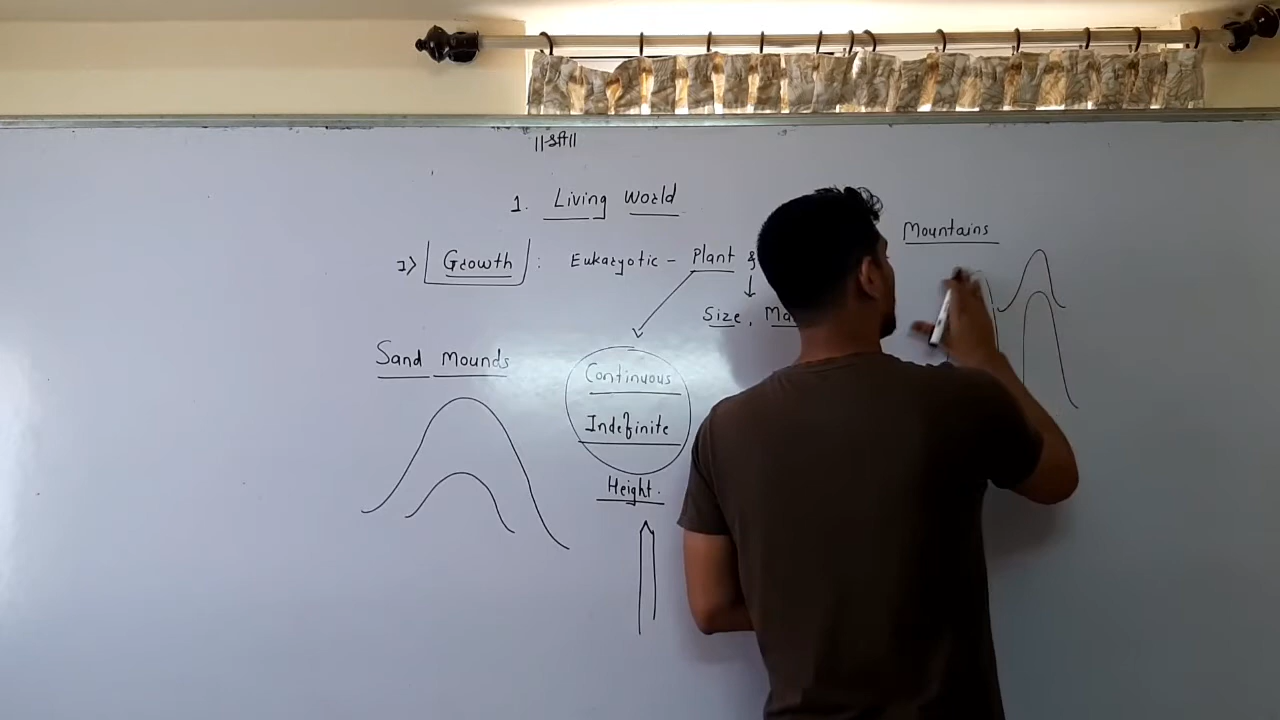 ||श्री||
1. Living World
1> Growth : Eukaryotic - Plant &
Size,
Mountains
Sand Mounds
Continuous
Indefinite
Height.